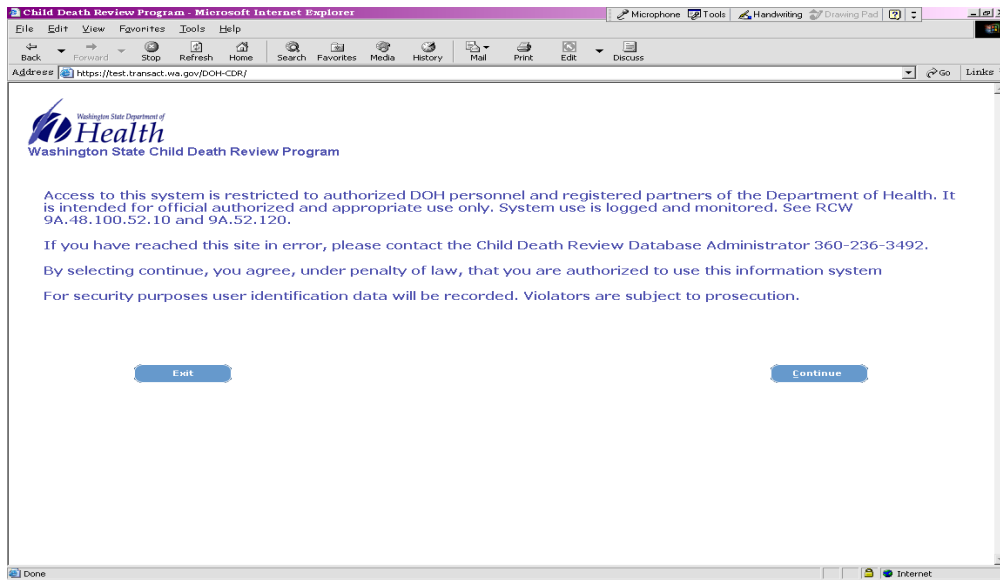 Child Death Review Program - Microsoft Internet Explorer
Microphone Tools Handwriting Drawing Pad
File Edit View Favorites Tools Help
Back Forward Stop Refresh Home Search Favorites Media History Mail Print Edit Discuss
Address https://test.transact.wa.gov/DOH-CDR/ Go Links
Washington State Department of
Health
Washington State Child Death Review Program
Access to this system is restricted to authorized DOH personnel and registered partners of the Department of Health. It
is intended for official authorized and appropriate use only. System use is logged and monitored. See RCW
9A.48.100.52.10 and 9A.52.120.
If you have reached this site in error, please contact the Child Death Review Database Administrator 360-236-3492.
By selecting continue, you agree, under penalty of law, that you are authorized to use this information system
For security purposes user identification data will be recorded. Violators are subject to prosecution.
Exit Continue
Done Internet